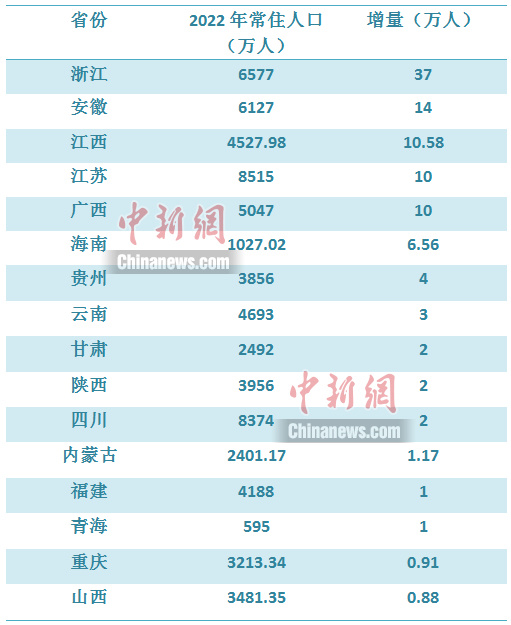 省份 2022 年常住人口 增量（万人）
（万人）
浙江 6577 37
安徽 6127 14
江西 4527.98 10.58
江苏 8515 10
广西 5047 10
中新網
海南 1027.02 6.56
Chinanews.com
贵州 3856 4
云南 4693 3
甘肃 2492 2
陕西 3956 2
中新網
四川 8374 2
Chinanews.com
内蒙古 2401.17 1.17
福建 4188 1
青海 595 1
重庆 3213.34 0.91
山西 3481.35 0.88